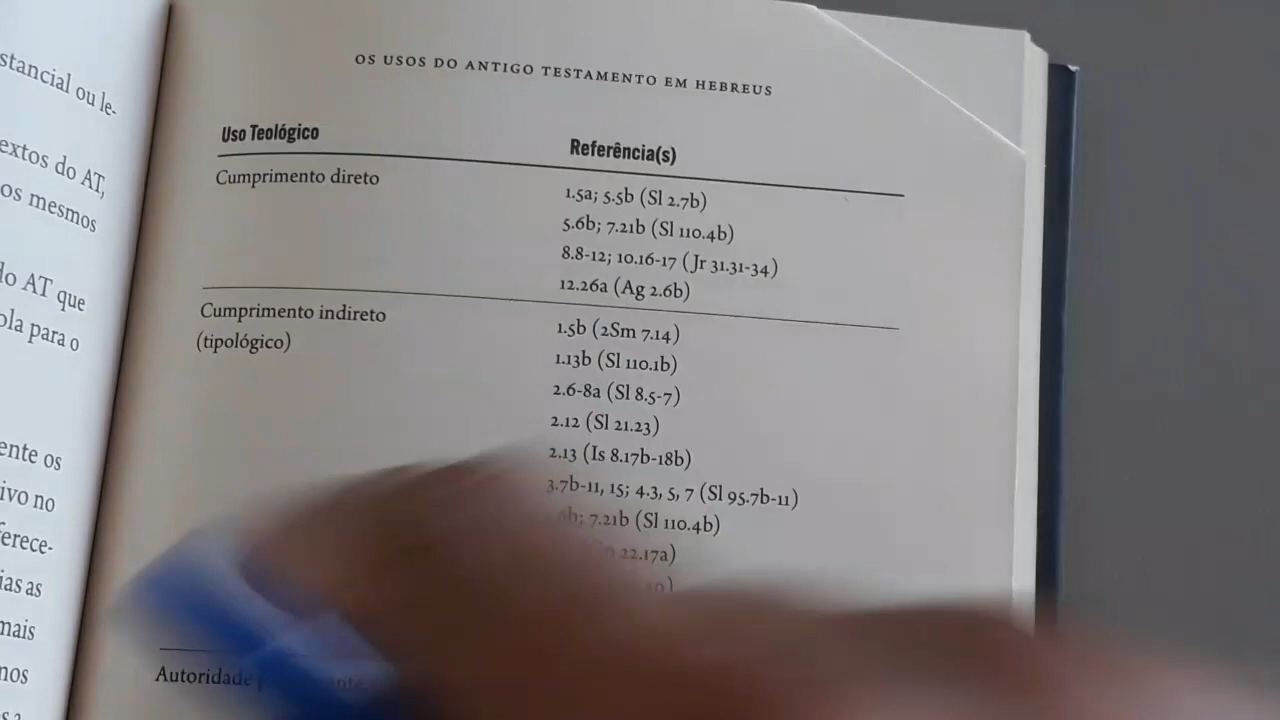 stancial ou le-
extos do AT,
os mesmos
do AT que
ola para o
ente os
ivo no
ferece-
ias as
mais
nos
OS USOS DO ANTIGO TESTAMENTO EM HEBREUS
Uso Teológico Referência(s)
Cumprimento direto 1.5a; 5.5b (Sl 2.7b)
5.6b; 7.21b (Sl 110.4b)
8.8-12; 10.16-17 (Jr 31.31-34)
12.26a (Ag 2.6b)
Cumprimento indireto 1.5b (2Sm 7.14)
(tipológico) 1.13b (Sl 110.1b)
2.6-8a (Sl 8.5-7)
2.12 (Sl 21.23)
2.13 (Is 8.17b-18b)
3.7b-11, 15; 4.3, 5, 7 (Sl 95.7b-11)
6b; 7.21b (Sl 110.4b)
22.17a)
Autoridade